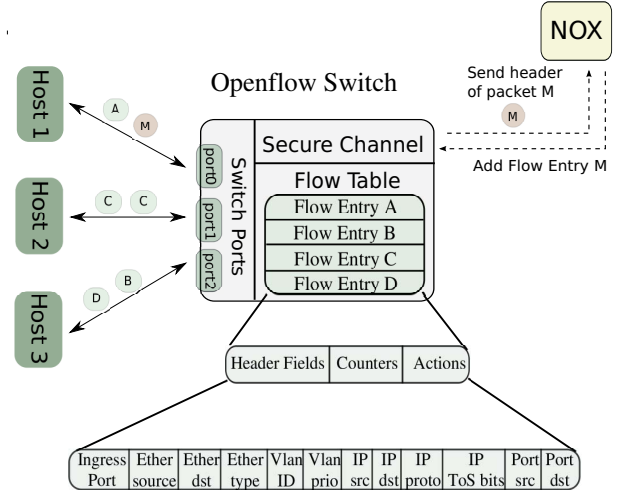 NOX
Openflow Switch
Send header
of packet M
M
Add Flow Entry M
Host 1
A
M
port0
Host 2
C
C
port1
Host 3
D
B
port2
Switch Ports
Secure Channel
Flow Table
Flow Entry A
Flow Entry B
Flow Entry C
Flow Entry D
Header Fields
Counters
Actions
Ingress Port
Ether source
Ether dst
Ether type
Vlan ID
Vlan prio
IP src
IP dst
IP proto
IP ToS bits
Port src
Port dst